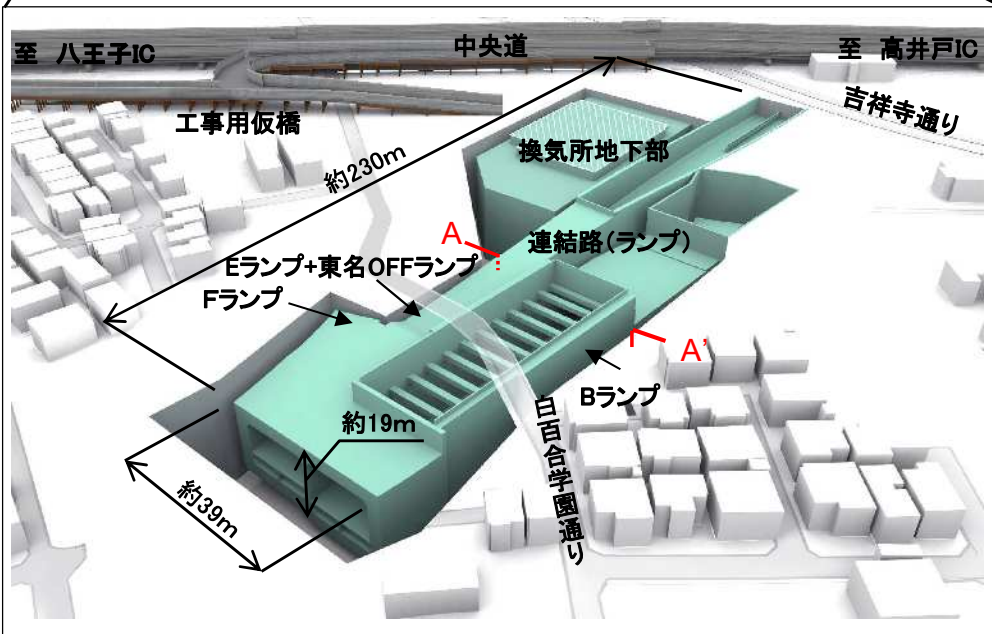 至 八王子IC
中央道
至 高井戸IC
吉祥寺通り
工事用仮橋
換気所地下部
約230m
A
連結路(ランプ)
Eランプ+東名OFFランプ
Fランプ
A'
Bランプ
約19m
白百合学園通り
約39m